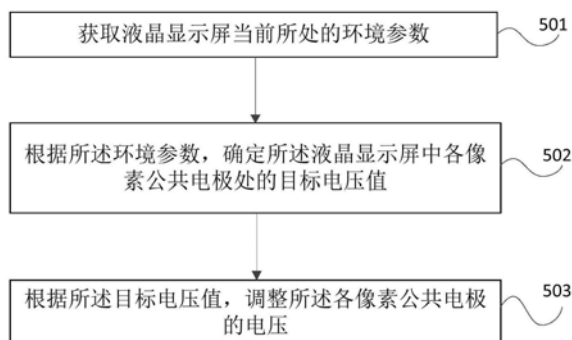 获取液晶显示屏当前所处的环境参数
501
根据所述环境参数，确定所述液晶显示屏中各像
素公共电极处的目标电压值
502
根据所述目标电压值，调整所述各像素公共电极
的电压
503